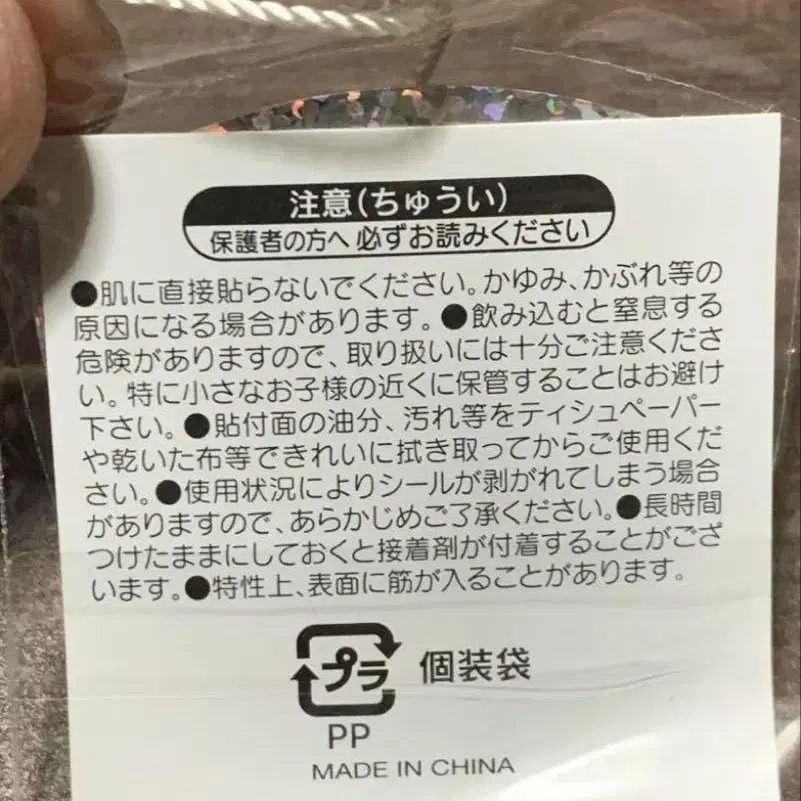 注意(ちゅうい)
保護者の方へ 必ずお読みください
●肌に直接貼らないでください。かゆみ、かぶれ等の
原因になる場合があります。●飲み込むと窒息する
危険がありますので、取り扱いには十分ご注意くださ
い。特に小さなお子様の近くに保管することはお避け
下さい。●貼付面の油分、汚れ等をティシュペーパー
や乾いた布等できれいに拭き取ってからご使用くだ
さい。●使用状況によりシールが剥がれてしまう場合
がありますので、あらかじめご了承ください。●長時間
つけたままにしておくと接着剤が付着することがござ
います。●特性上、表面に筋が入ることがあります。
プラ 個装袋
PP
MADE IN CHINA